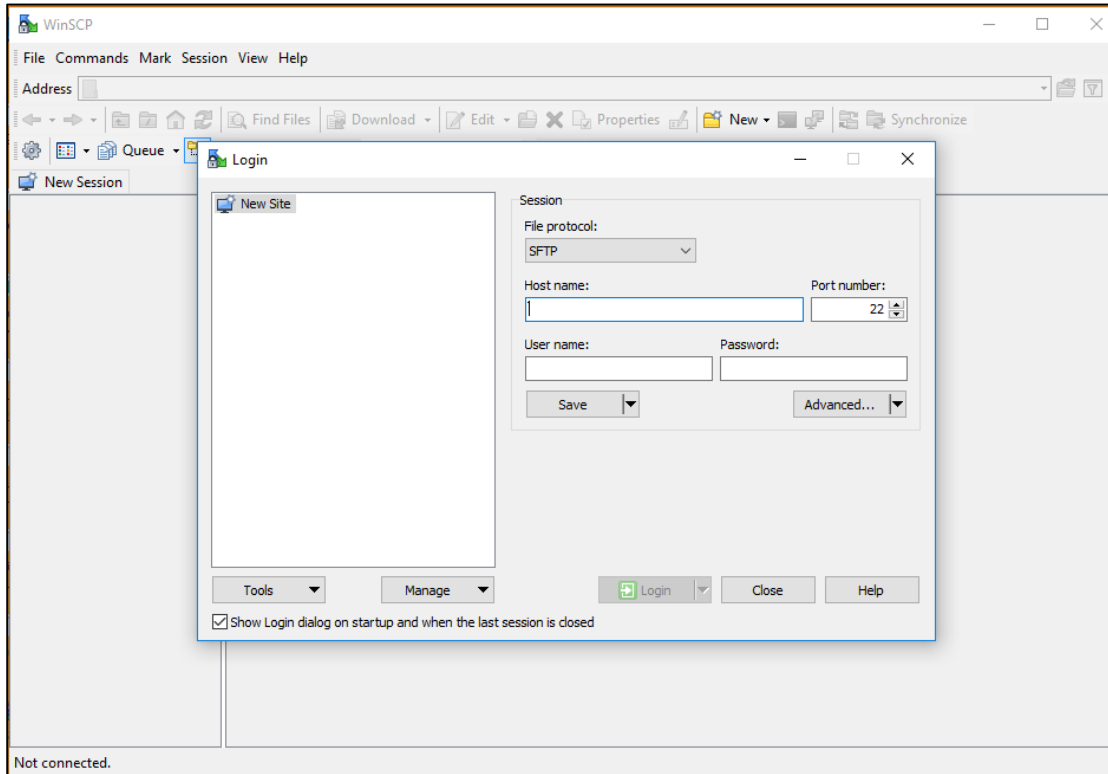 WinSCP
File Commands Mark Session View Help
Address
Find Files Download Edit Properties New Synchronize
Queue
New Session
Login
New Site
Session
File protocol:
SFTP
Host name: Port number:
22
User name: Password:
Save Advanced...
Tools Manage Login Close Help
Show Login dialog on startup and when the last session is closed
Not connected.